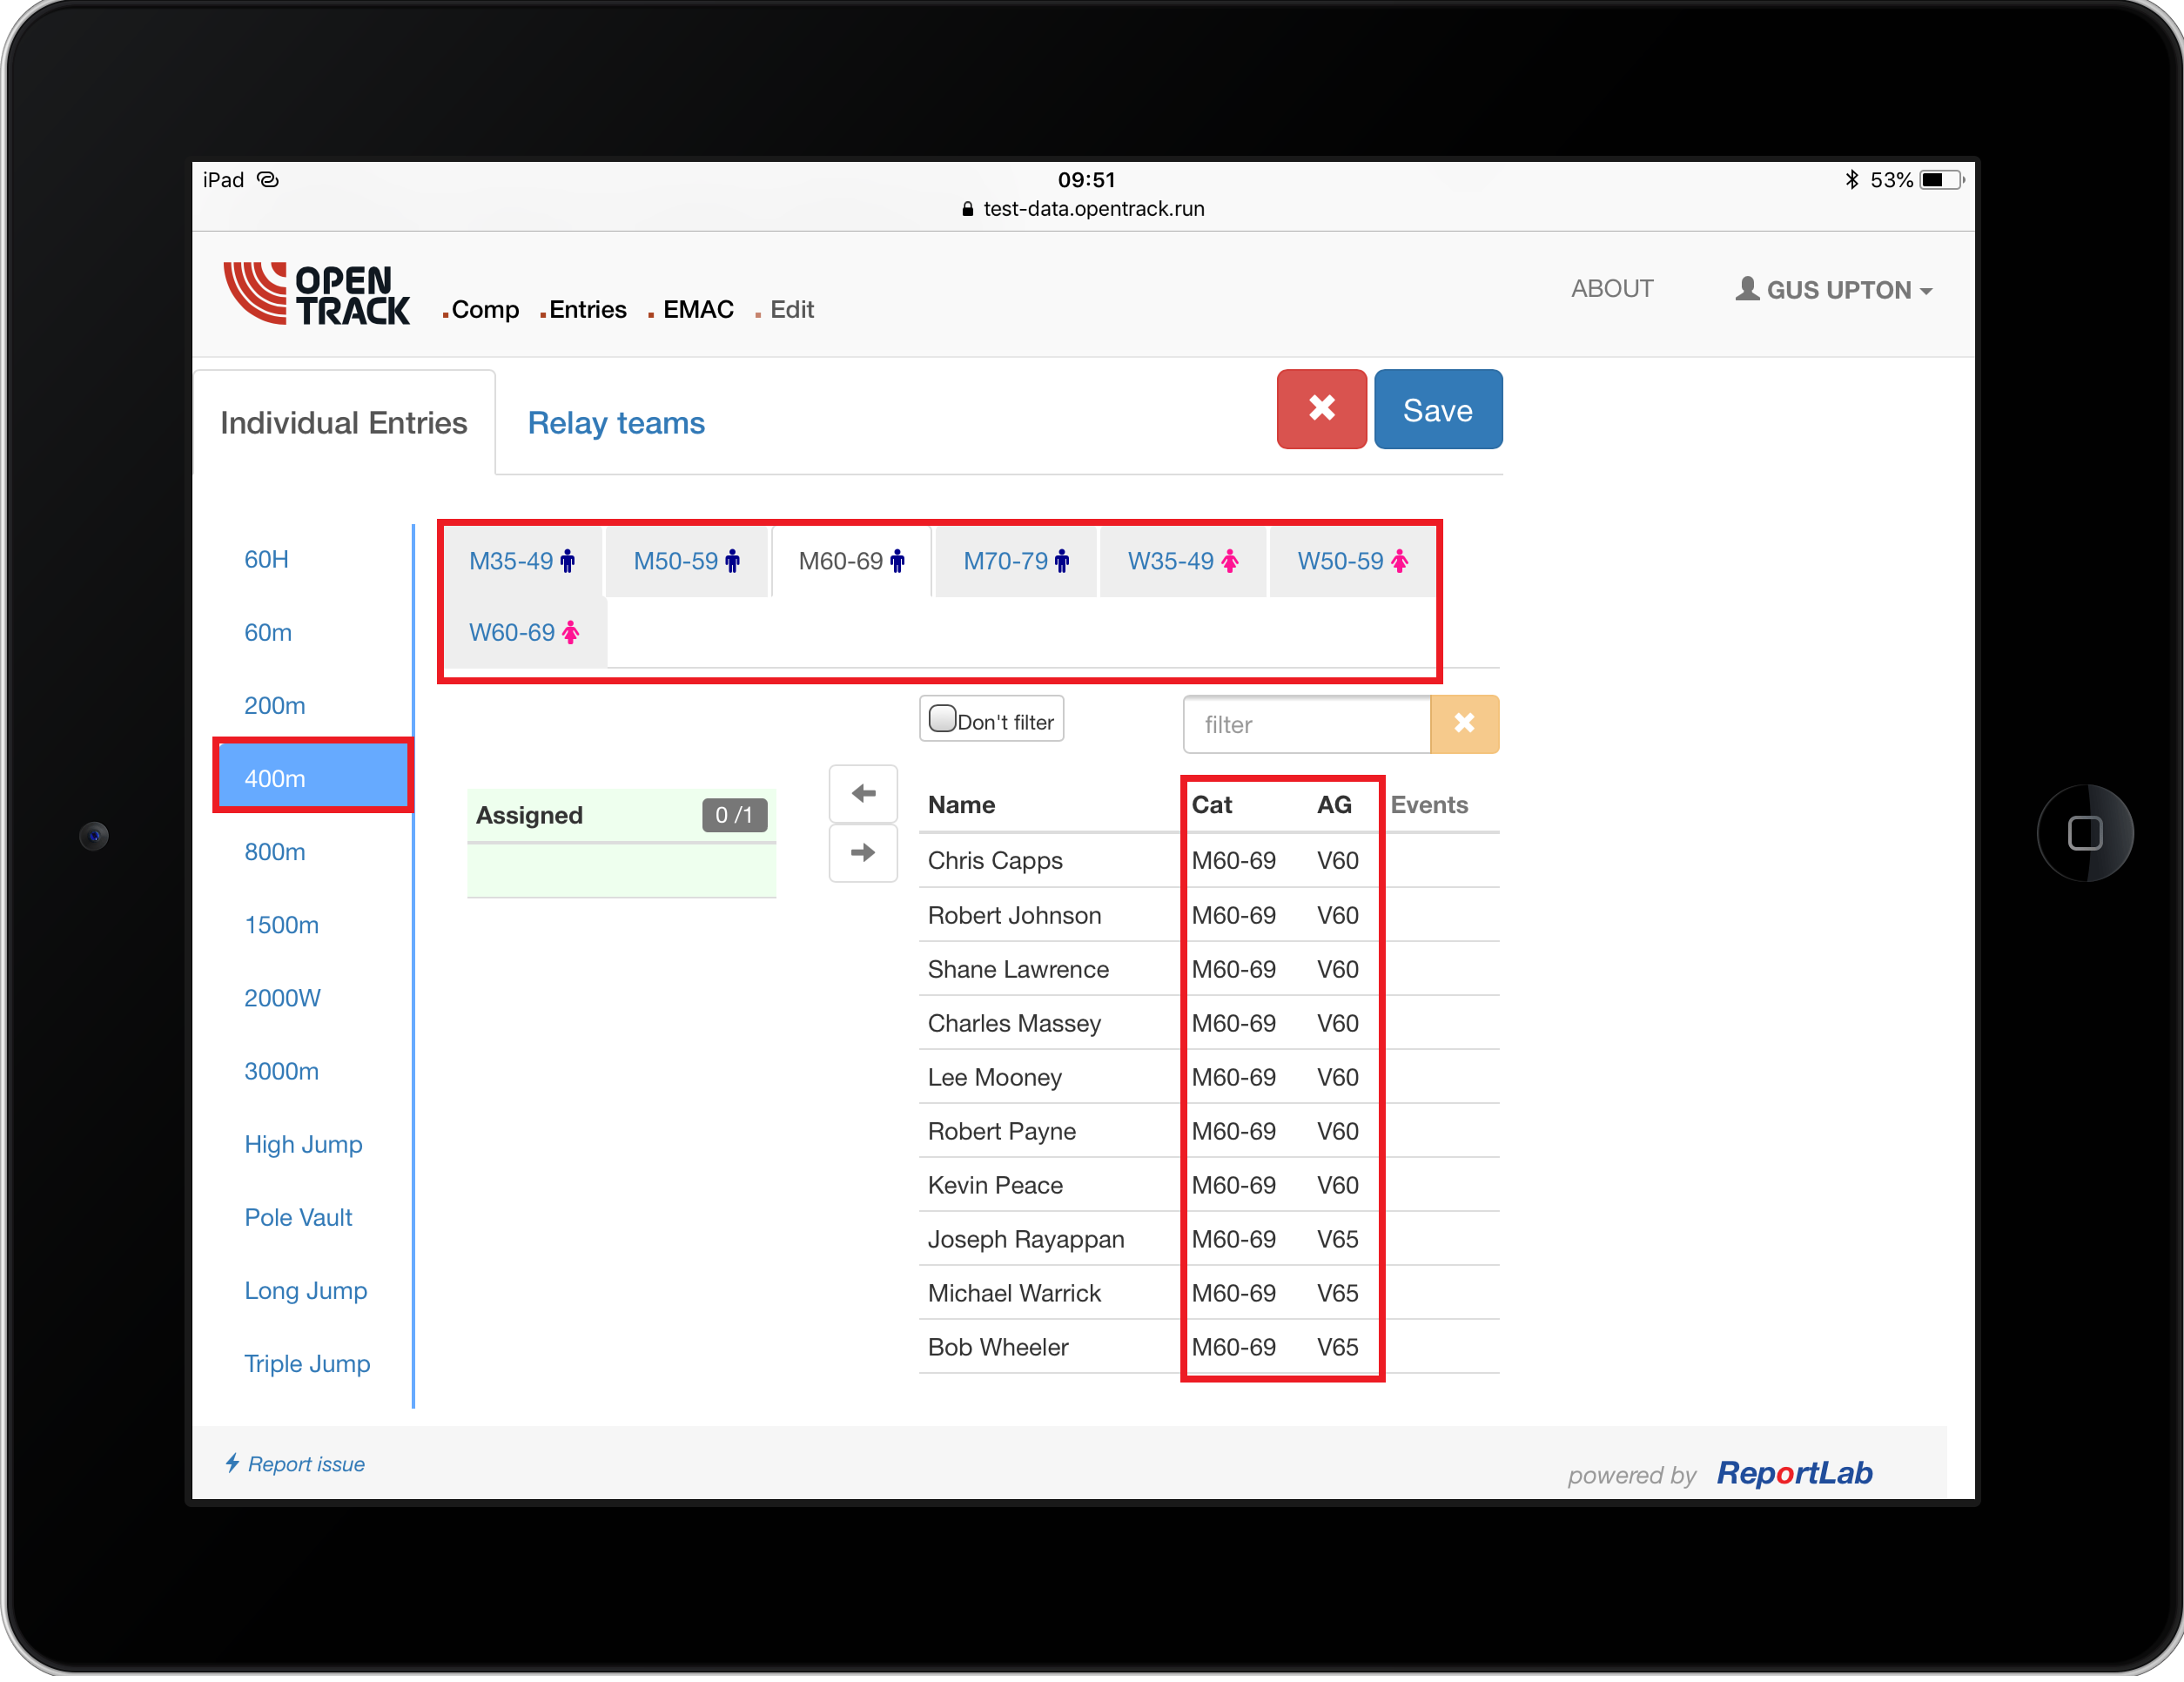 iPad 09:51 53%
test-data.opentrack.run
OPEN TRACK .Comp .Entries . EMAC . Edit ABOUT GUS UPTON
Individual Entries Relay teams Save
60H
60m
200m
400m
800m
1500m
2000W
3000m
High Jump
Pole Vault
Long Jump
Triple Jump
M35-49 M50-59 M60-69 M70-79 W35-49 W50-59
W60-69
Don't filter filter
Assigned 0 /1
Name Cat AG Events
Chris Capps M60-69 V60
Robert Johnson M60-69 V60
Shane Lawrence M60-69 V60
Charles Massey M60-69 V60
Lee Mooney M60-69 V60
Robert Payne M60-69 V60
Kevin Peace M60-69 V60
Joseph Rayappan M60-69 V65
Michael Warrick M60-69 V65
Bob Wheeler M60-69 V65
Report issue powered by ReportLab